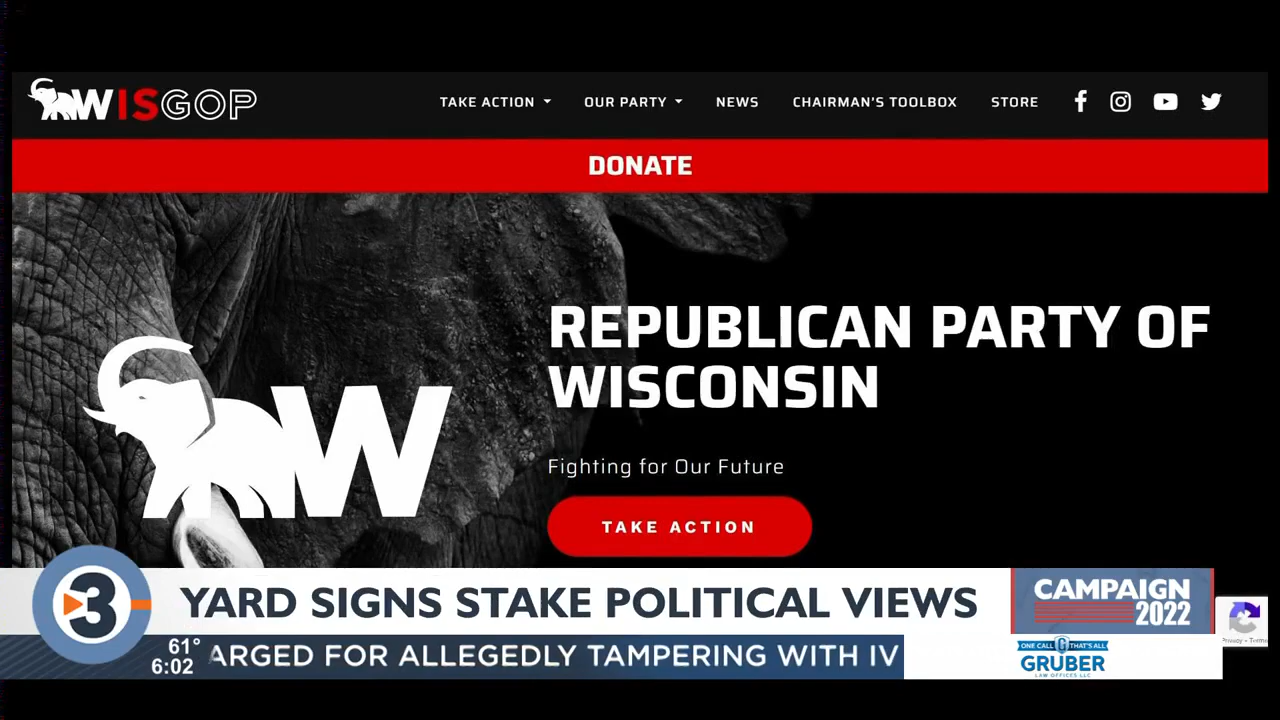 WISGOP
TAKE ACTION OUR PARTY NEWS CHAIRMAN'S TOOLBOX STORE
DONATE
REPUBLICAN PARTY OF
WISCONSIN
W
Fighting for Our Future
TAKE ACTION
3
YARD SIGNS STAKE POLITICAL VIEWS
CAMPAIGN
2022
Privacy - Terms
61°
6:02
ARGED FOR ALLEGEDLY TAMPERING WITH IV
ONE CALL G THAT'S ALL
GRUBER
LAW OFFICES LLC